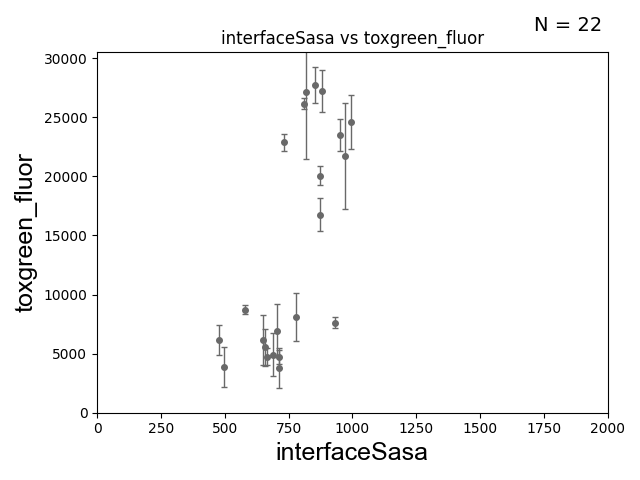 N = 22
interfaceSasa vs toxgreen_fluor
toxgreen_fluor
30000
25000
20000
15000
10000
5000
0
0 250 500 750 1000 1250 1500 1750 2000
interfaceSasa